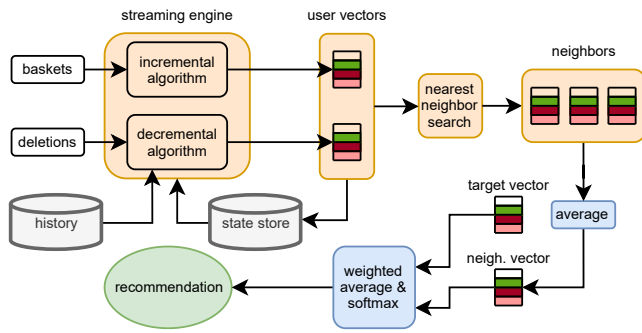 streaming engine
user vectors
neighbors
baskets
incremental
algorithm
nearest
neighbor
search
deletions
decremental
algorithm
target vector
history
state store
average
neigh. vector
recommendation
weighted
average &
softmax